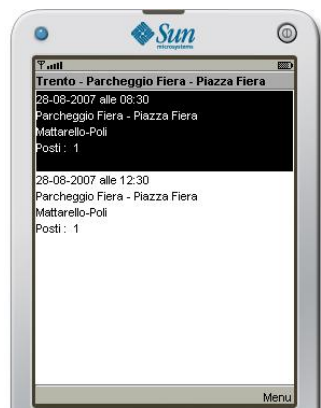 Sun
microsystems
Trento - Parcheggio Fiera - Piazza Fiera
28-08-2007 alle 08:30
Parcheggio Fiera - Piazza Fiera
Mattarello-Poli
Posti : 1
28-08-2007 alle 12:30
Parcheggio Fiera - Piazza Fiera
Mattarello-Poli
Posti : 1
Menu